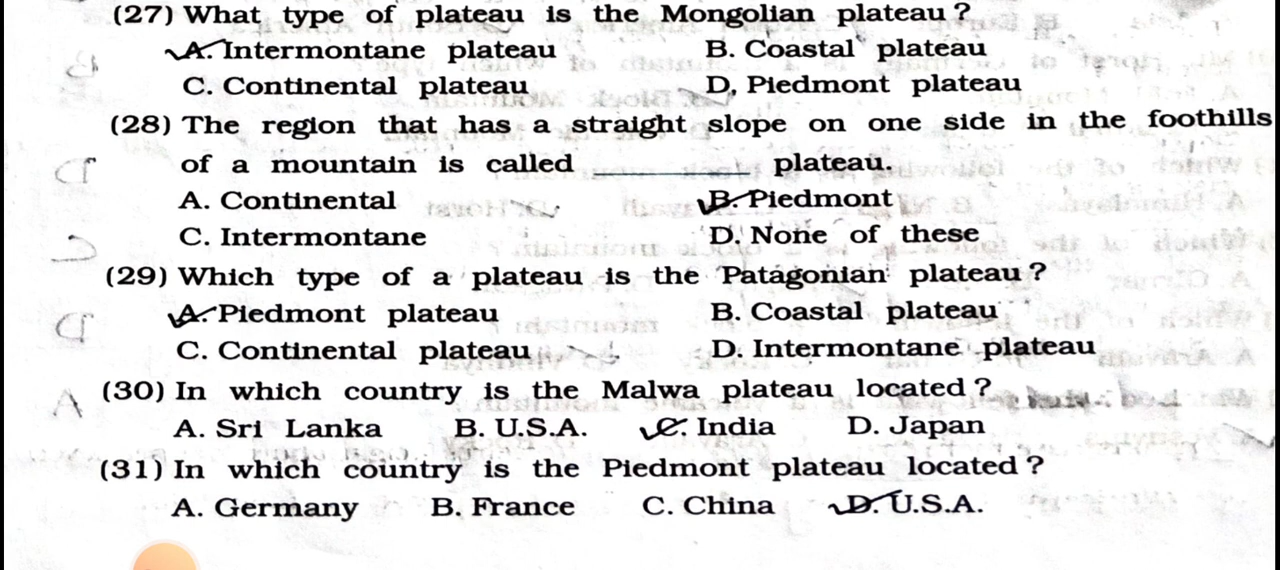 (27) What type of plateau is the Mongolian plateau?
A. Intermontane plateau B. Coastal plateau
C. Continental plateau D. Piedmont plateau
(28) The region that has a straight slope on one side in the foothills
of a mountain is called ______ plateau.
A. Continental B. Piedmont
C. Intermontane D. None of these
(29) Which type of a plateau is the Patagonian plateau?
A. Piedmont plateau B. Coastal plateau
C. Continental plateau D. Intermontane plateau
(30) In which country is the Malwa plateau located?
A. Sri Lanka B. U.S.A. C. India D. Japan
(31) In which country is the Piedmont plateau located?
A. Germany B. France C. China D. U.S.A.